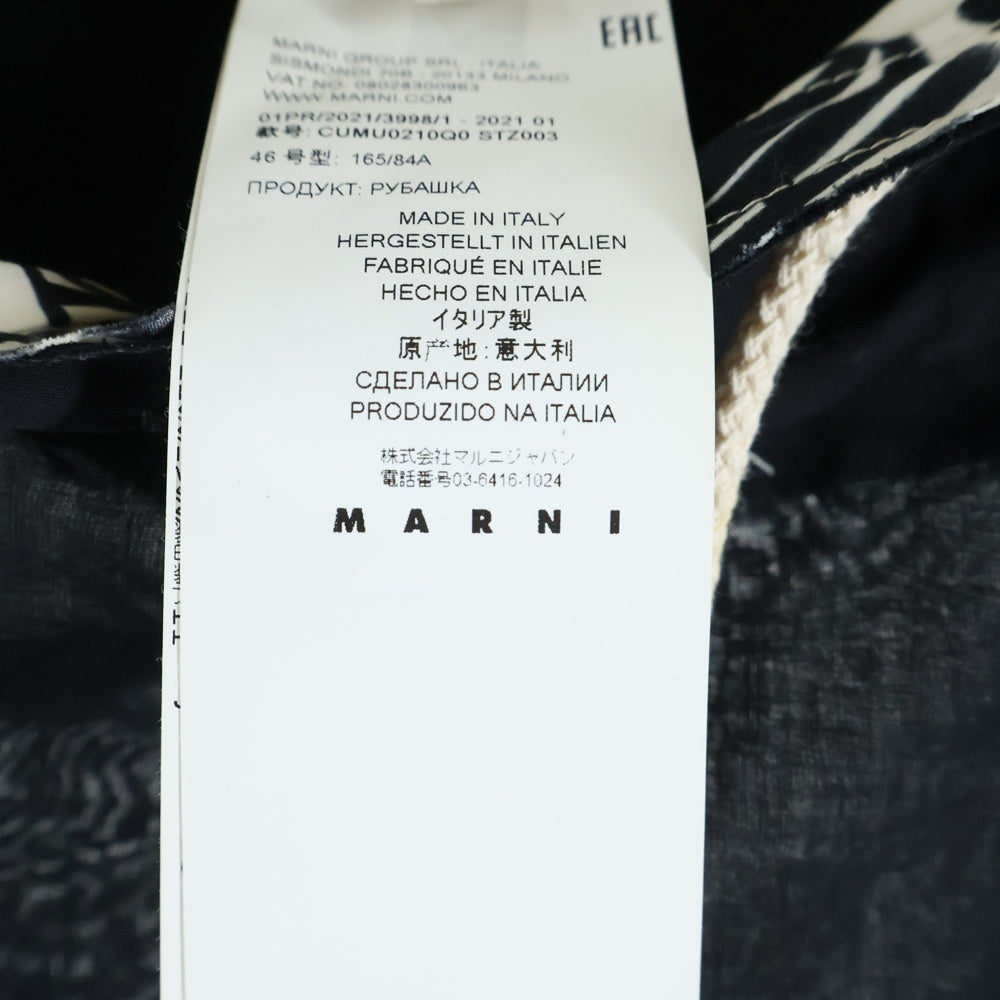 EAC
MARNI GROUP SRL - ITALIA
SISMONDI 70B - 20133 MILANO
VAT NO. 08028300963
WWW.MARNI.COM
01PR/2021/3998/1 - 2021 01
款号: CUMU0210Q0 STZ003
46 号型: 165/84A
ПРОДУКТ: РУБАШКА
MADE IN ITALY
HERGESTELLT IN ITALIEN
FABRIQUÉ EN ITALIE
HECHO EN ITALIA
イタリア製
原产地:意大利
СДЕЛАНО В ИТАЛИИ
PRODUZIDO NA ITALIA
株式会社マルニジャパン
電話番号03-6416-1024
MARNI